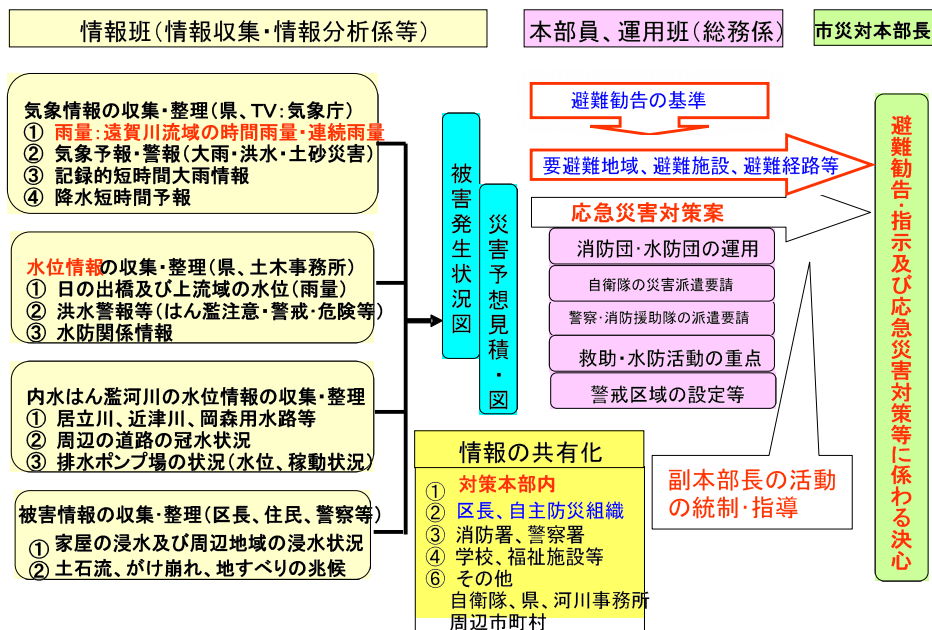 情報班(情報収集・情報分析係等)
本部員、運用班(総務係)
市災対本部長
気象情報の収集・整理(県、TV:気象庁)
① 雨量:遠賀川流域の時間雨量・連続雨量
② 気象予報・警報(大雨・洪水・土砂災害)
③ 記録的短時間大雨情報
④ 降水短時間予報
水位情報の収集・整理(県、土木事務所)
① 日の出橋及び上流域の水位(雨量)
② 洪水警報等(はん濫注意・警戒・危険等)
③ 水防関係情報
内水はん濫河川の水位情報の収集・整理
① 居立川、近津川、岡森用水路等
② 周辺の道路の冠水状況
③ 排水ポンプ場の状況(水位、稼動状況)
被害情報の収集・整理(区長、住民、警察等)
① 家屋の浸水及び周辺地域の浸水状況
② 土石流、がけ崩れ、地すべりの兆候
被害発生状況図
災害予想見積・図
避難勧告の基準
要避難地域、避難施設、避難経路等
応急災害対策案
消防団・水防団の運用
自衛隊の災害派遣要請
警察・消防援助隊の派遣要請
救助・水防活動の重点
警戒区域の設定等
情報の共有化
① 対策本部内
② 区長、自主防災組織
③ 消防署、警察署
④ 学校、福祉施設等
⑥ その他
自衛隊、県、河川事務所
周辺市町村
副本部長の活動
の統制・指導
避難勧告・指示及び応急災害対策等に係わる決心